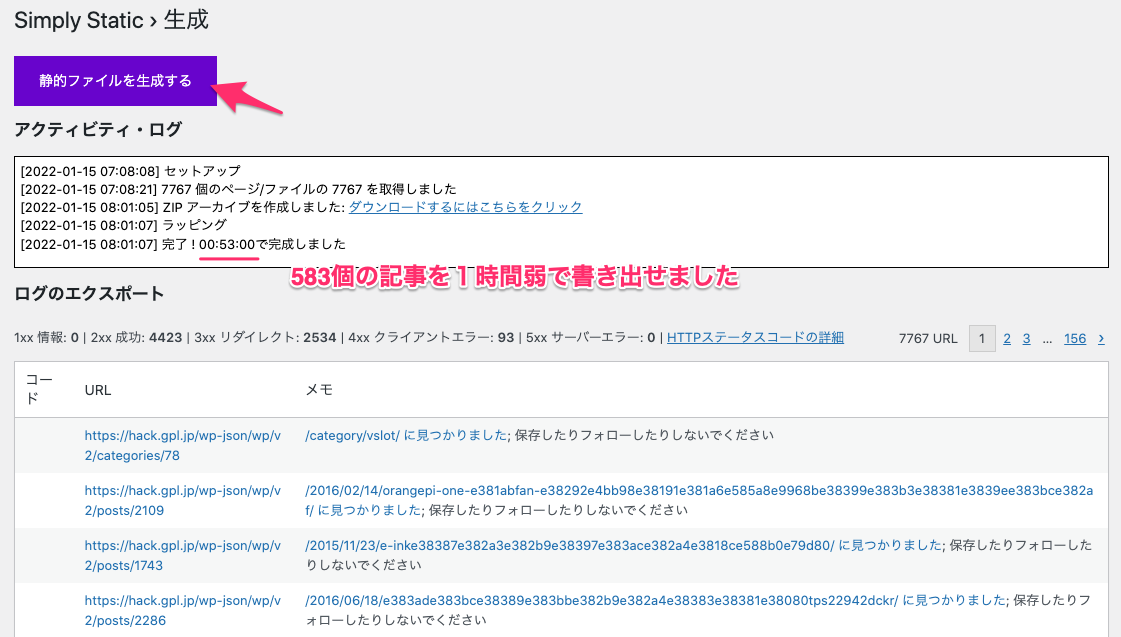 Simply Static › 生成
静的ファイルを生成する
アクティビティ・ログ
[2022-01-15 07:08:08] セットアップ
[2022-01-15 07:08:21] 7767 個のページ/ファイルの 7767 を取得しました
[2022-01-15 08:01:05] ZIP アーカイブを作成しました: ダウンロードするにはこちらをクリック
[2022-01-15 08:01:07] ラッピング
[2022-01-15 08:01:07] 完了 ! 00:53:00で完成しました
583個の記事を１時間弱で書き出せました
ログのエクスポート
1xx 情報: 0 | 2xx 成功: 4423 | 3xx リダイレクト: 2534 | 4xx クライアントエラー: 93 | 5xx サーバーエラー: 0 | HTTPステータスコードの詳細 7767 URL 1 2 3 … 156 ›
コー
ド URL メモ
https://hack.gpl.jp/wp-json/wp/v /category/vslot/ に見つかりました; 保存したりフォローしたりしないでください
2/categories/78
https://hack.gpl.jp/wp-json/wp/v /2016/02/14/orangepi-one-e381abfan-e38292e4bb98e38191e381a6e585a8e9968be38399e383b3e38381e3839ee383bce382a
2/posts/2109 f/ に見つかりました; 保存したりフォローしたりしないでください
https://hack.gpl.jp/wp-json/wp/v /2015/11/23/e-inke38387e382a3e382b9e38397e383ace382a4e3818ce588b0e79d80/ に見つかりました; 保存したりフォローした
2/posts/1743 りしないでください
https://hack.gpl.jp/wp-json/wp/v /2016/06/18/e383ade383bce38389e383bbe382b9e382a4e38383e38381e38080tps22942dckr/ に見つかりました; 保存したりフ
2/posts/2286 ォローしたりしないでください